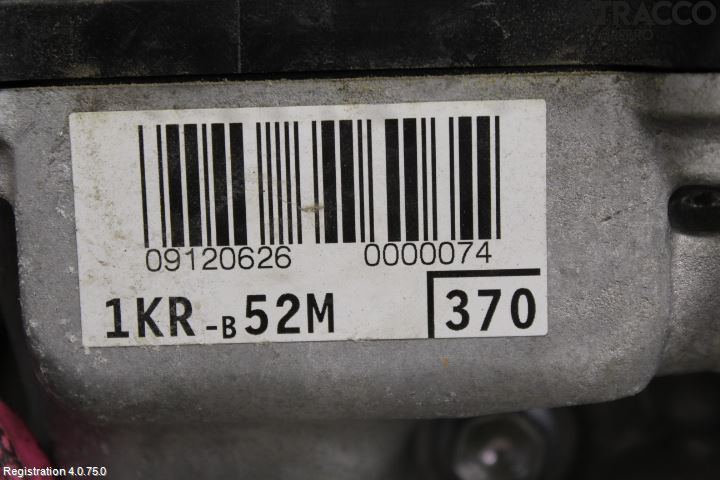 TRACCO
09120626 0000074
1KR-B52M 370
Registration 4.0.75.0